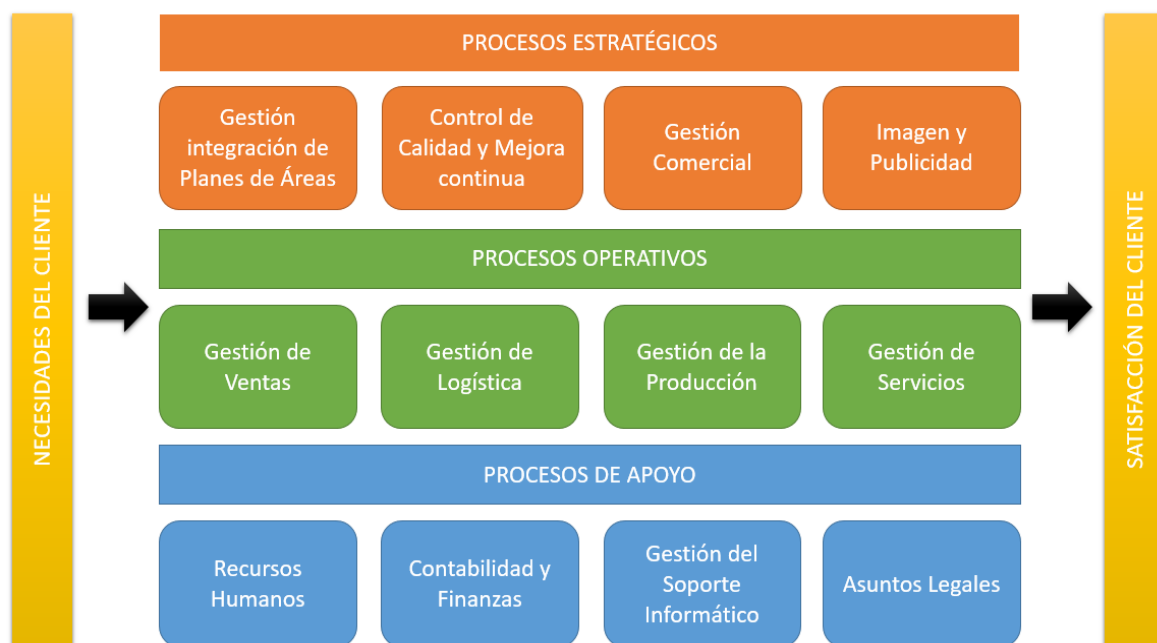 NECESIDADES DEL CLIENTE
PROCESOS ESTRATÉGICOS
Gestión
integración de
Planes de Áreas
Control de
Calidad y Mejora
continua
Gestión
Comercial
Imagen y
Publicidad
PROCESOS OPERATIVOS
Gestión de
Ventas
Gestión de
Logística
Gestión de la
Producción
Gestión de
Servicios
PROCESOS DE APOYO
Recursos
Humanos
Contabilidad y
Finanzas
Gestión del
Soporte
Informático
Asuntos Legales
SATISFACCIÓN DEL CLIENTE